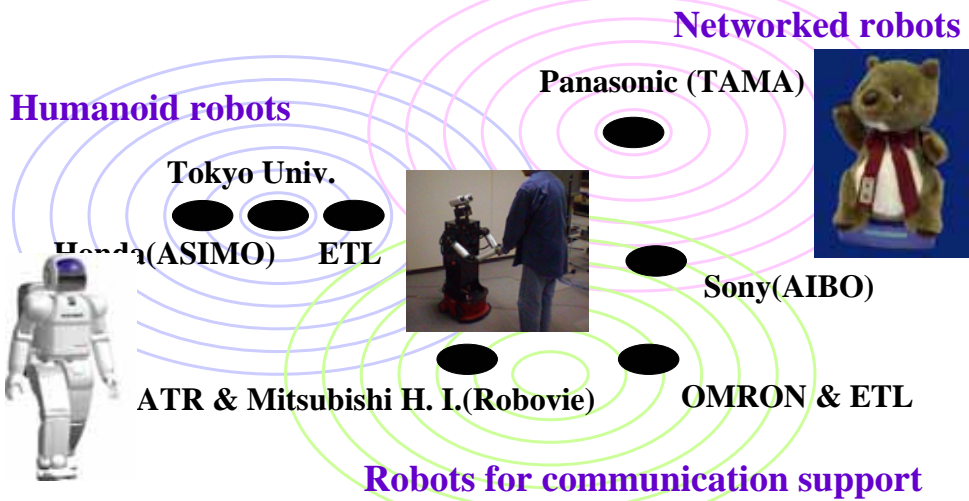 Networked robots
Panasonic (TAMA)
Humanoid robots
Tokyo Univ.
Honda(ASIMO) ETL
Sony(AIBO)
ATR & Mitsubishi H. I.(Robovie)
OMRON & ETL
Robots for communication support